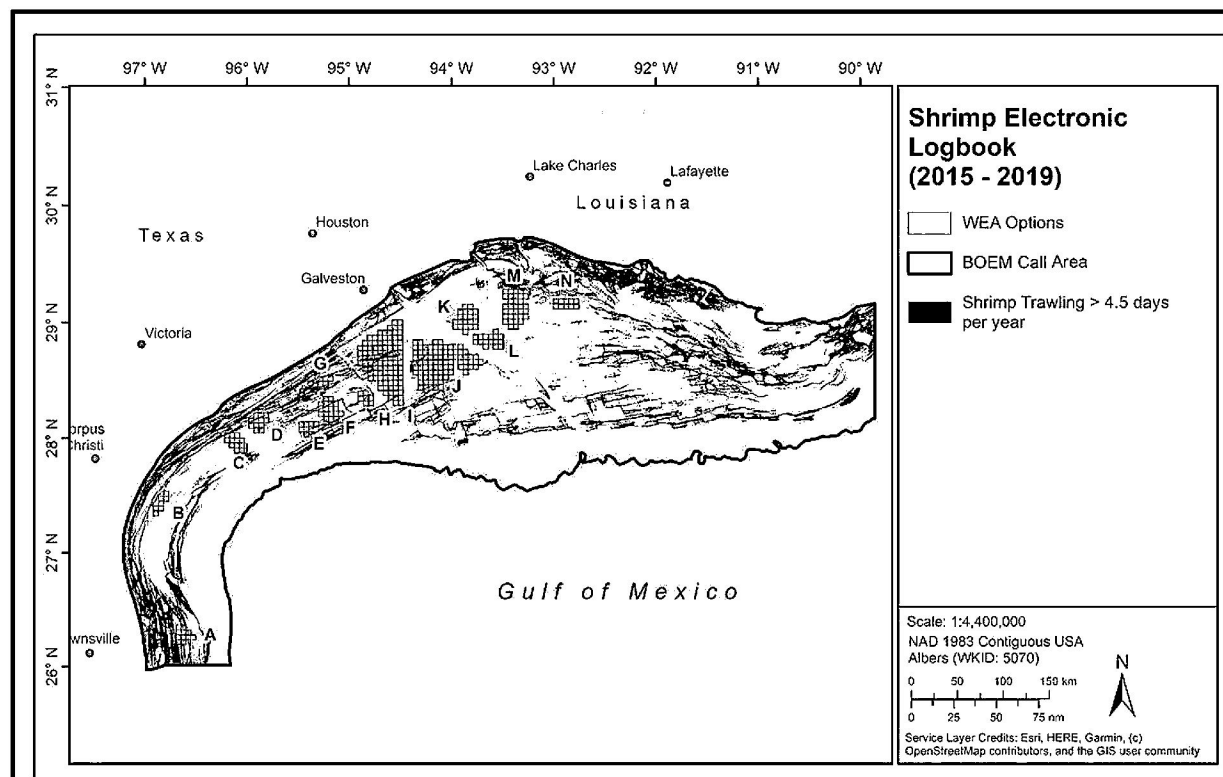 97° W 96° W 95° W 94° W 93° W 92° W 91° W 90° W
31° N
30° N
29° N
28° N
27° N
26° N
Lake Charles
Lafayette
Louisiana
Houston
Texas
Galveston
Victoria
orpus
Christi
wnsville
M
N
K
L
G
J
I
H
F
E
D
C
B
A
Gulf of Mexico
Shrimp Electronic
Logbook
(2015 - 2019)
WEA Options
BOEM Call Area
Shrimp Trawling > 4.5 days
per year
Scale: 1:4,400,000
NAD 1983 Contiguous USA
Albers (WKID: 5070)
N
0 50 100 150 km
0 25 50 75 nm
Service Layer Credits: Esri, HERE, Garmin, (c)
OpenStreetMap contributors, and the GIS user community